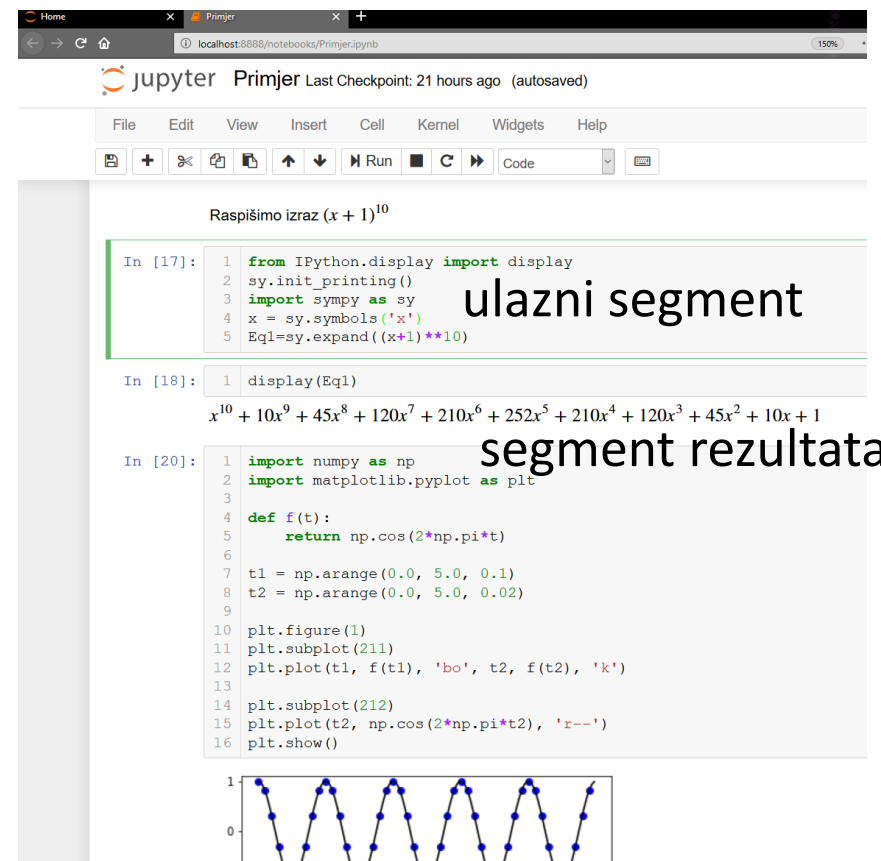 Home
Primjer
localhost:8888/notebooks/Primjer.ipynb
150%
jupyter Primjer Last Checkpoint: 21 hours ago (autosaved)
File Edit View Insert Cell Kernel Widgets Help
Run Code
Raspišimo izraz (x + 1)^10
In [17]:
1 from IPython.display import display
2 sy.init_printing()
3 import sympy as sy
4 x = sy.symbols('x')
5 Eq1=sy.expand((x+1)**10)
ulazni segment
In [18]:
1 display(Eq1)
x^10 + 10x^9 + 45x^8 + 120x^7 + 210x^6 + 252x^5 + 210x^4 + 120x^3 + 45x^2 + 10x + 1
segment rezultata
In [20]:
1 import numpy as np
2 import matplotlib.pyplot as plt
3
4 def f(t):
5     return np.cos(2*np.pi*t)
6
7 t1 = np.arange(0.0, 5.0, 0.1)
8 t2 = np.arange(0.0, 5.0, 0.02)
9
10 plt.figure(1)
11 plt.subplot(211)
12 plt.plot(t1, f(t1), 'bo', t2, f(t2), 'k')
13
14 plt.subplot(212)
15 plt.plot(t2, np.cos(2*np.pi*t2), 'r--')
16 plt.show()
1
0